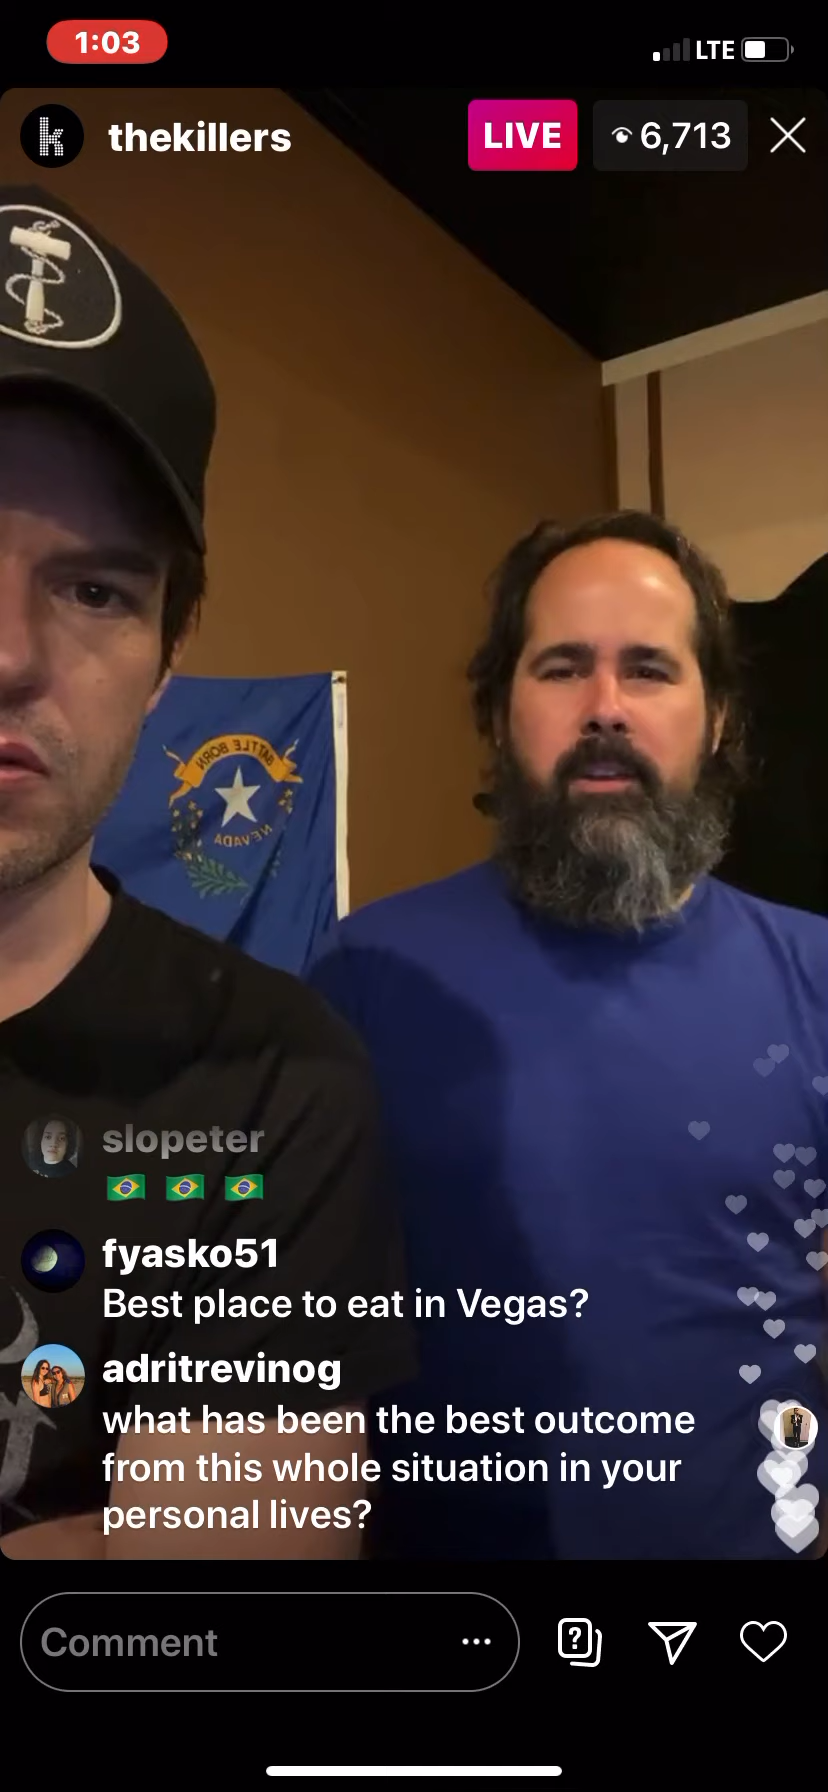 1:03
LTE
k
thekillers
LIVE
6,713
BATTLE BORN
NEVADA
slopeter
🇧🇷 🇧🇷 🇧🇷
fyasko51
Best place to eat in Vegas?
adritrevinog
what has been the best outcome
from this whole situation in your
personal lives?
Comment